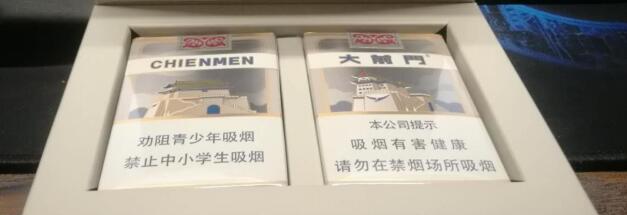 CHIENMEN
劝阻青少年吸烟
禁止中小学生吸烟
大前門
本公司提示
吸烟有害健康
请勿在禁烟场所吸烟